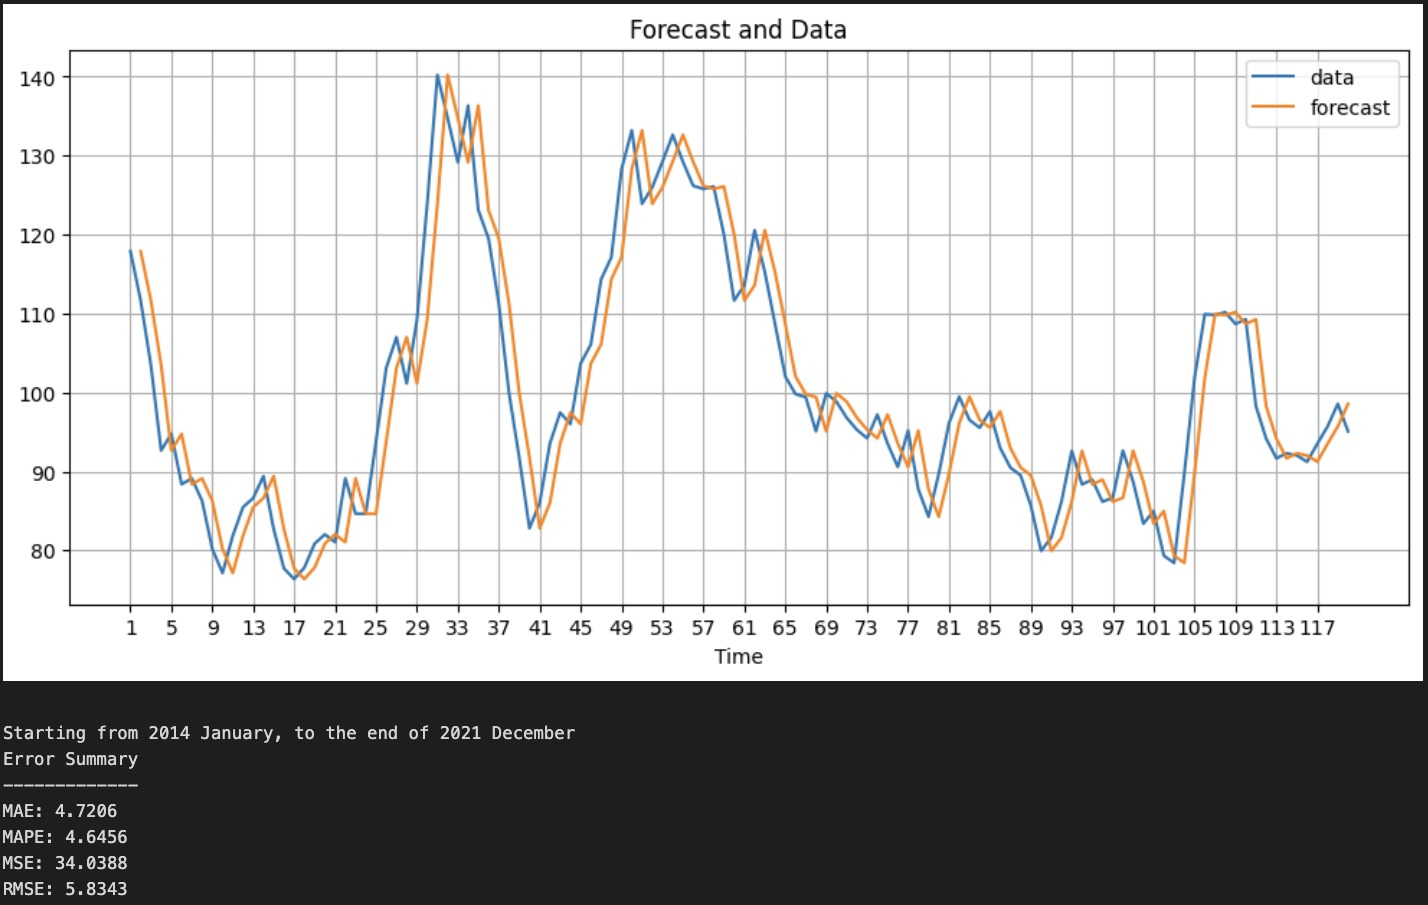 Forecast and Data
data
forecast
140
130
120
110
100
90
80
1 5 9 13 17 21 25 29 33 37 41 45 49 53 57 61 65 69 73 77 81 85 89 93 97 101 105 109 113 117
Time
Starting from 2014 January, to the end of 2021 December
Error Summary
-------------
MAE: 4.7206
MAPE: 4.6456
MSE: 34.0388
RMSE: 5.8343